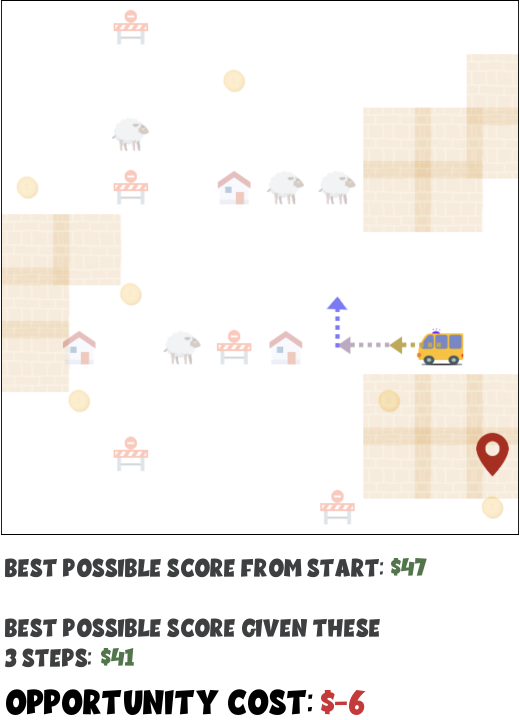 BEST POSSIBLE SCORE FROM START: $47
BEST POSSIBLE SCORE GIVEN THESE
3 STEPS: $41
OPPORTUNITY COST: $-6